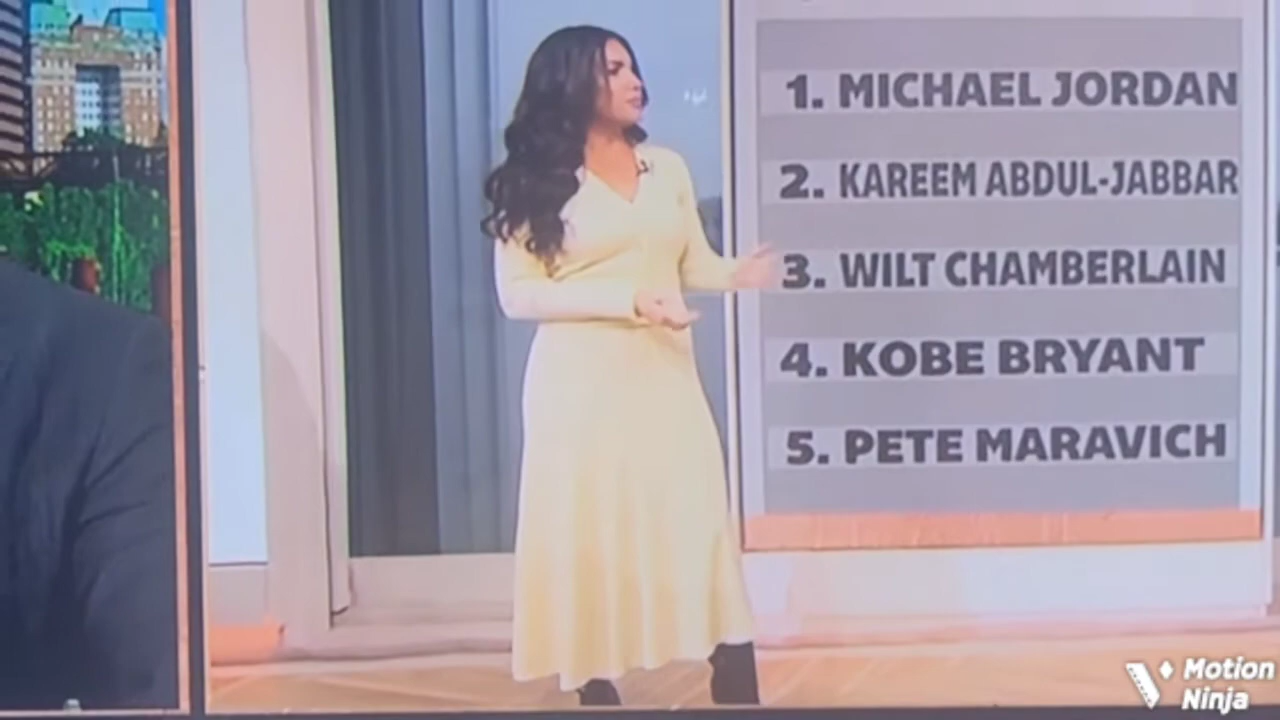 1. MICHAEL JORDAN
2. KAREEM ABDUL-JABBAR
3. WILT CHAMBERLAIN
4. KOBE BRYANT
5. PETE MARAVICH
Motion
Ninja